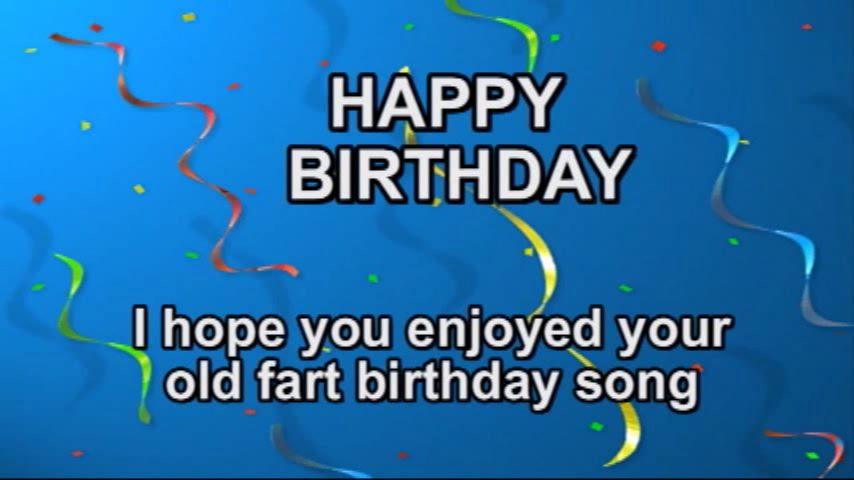 HAPPY
BIRTHDAY
I hope you enjoyed your
old fart birthday song